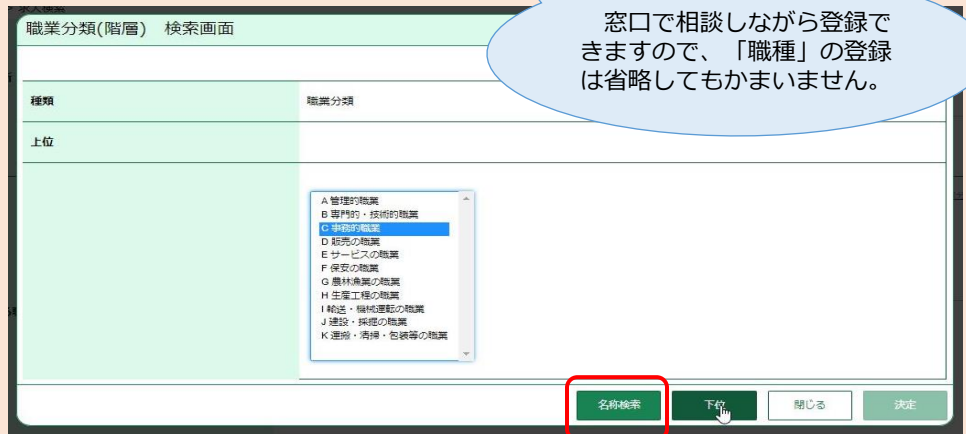 職業分類(階層) 検索画面
窓口で相談しながら登録で
きますので、「職種」の登録
は省略してもかまいません。
種類
職業分類
上位
A 管理的職業
B 専門的・技術的職業
C 事務的職業
D 販売の職業
E サービスの職業
F 保安の職業
G 農林漁業の職業
H 生産工程の職業
I 輸送・機械運転の職業
J 建設・採掘の職業
K 運搬・清掃・包装等の職業
名称検索
下位
閉じる
決定